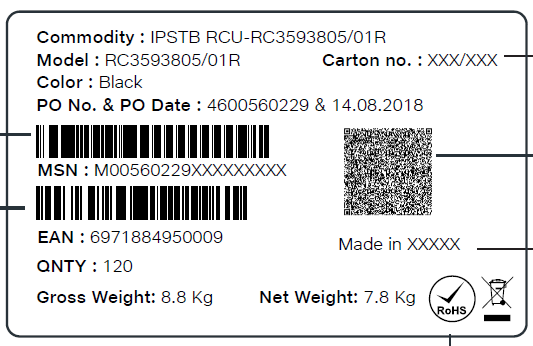 Commodity : IPSTB RCU-RC3593805/01R
Model : RC3593805/01R Carton no. : XXX/XXX
Color : Black
PO No. & PO Date : 4600560229 & 14.08.2018
MSN : M00560229XXXXXXXXX
EAN : 6971884950009
Made in XXXXX
QNTY : 120
Gross Weight: 8.8 Kg Net Weight: 7.8 Kg
RoHS